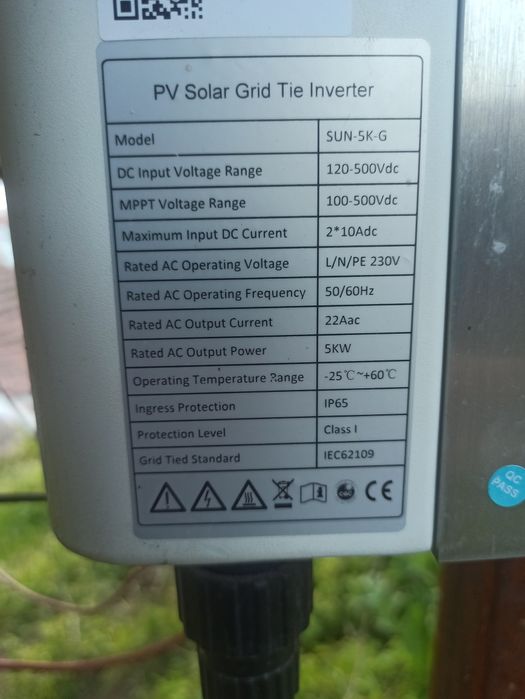 PV Solar Grid Tie Inverter
Model SUN-5K-G
DC Input Voltage Range 120-500Vdc
MPPT Voltage Range 100-500Vdc
Maximum Input DC Current 2*10Adc
Rated AC Operating Voltage L/N/PE 230V
Rated AC Operating Frequency 50/60Hz
Rated AC Output Current 22Aac
Rated AC Output Power 5KW
Operating Temperature Range -25℃~+60℃
Ingress Protection IP65
Protection Level Class I
Grid Tied Standard IEC62109
CE
QC
PASS